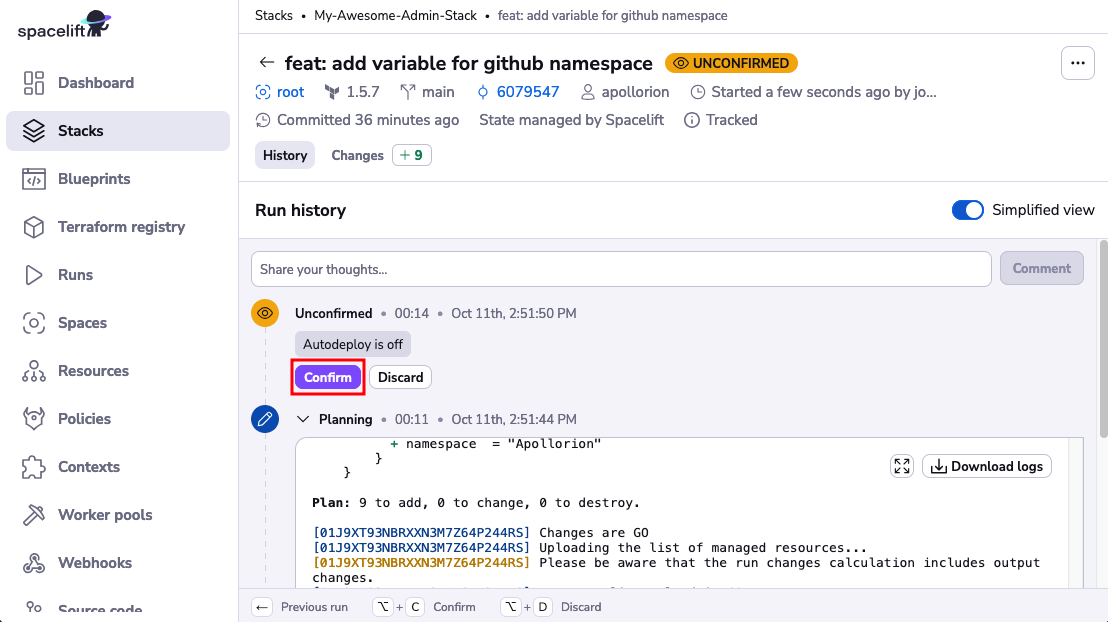 spacelift
Dashboard
Stacks
Blueprints
Terraform registry
Runs
Spaces
Resources
Policies
Contexts
Worker pools
Webhooks
Source code
Stacks • My-Awesome-Admin-Stack • feat: add variable for github namespace
← feat: add variable for github namespace UNCONFIRMED ...
root 1.5.7 main 6079547 apollorion Started a few seconds ago by jo...
Committed 36 minutes ago State managed by Spacelift Tracked
History Changes + 9
Run history Simplified view
Share your thoughts... Comment
Unconfirmed • 00:14 • Oct 11th, 2:51:50 PM
Autodeploy is off
Confirm Discard
Planning • 00:11 • Oct 11th, 2:51:44 PM
+ namespace = "Apollorion"
}
}
Download logs
Plan: 9 to add, 0 to change, 0 to destroy.
[01J9XT93NBRXXN3M7Z64P244RS] Changes are GO
[01J9XT93NBRXXN3M7Z64P244RS] Uploading the list of managed resources...
[01J9XT93NBRXXN3M7Z64P244RS] Please be aware that the run changes calculation includes output
changes.
← Previous run ⌥ + C Confirm ⌥ + D Discard